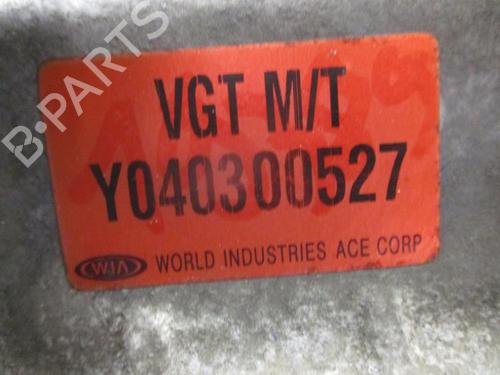 B-PARTS
VGT M/T
Y040300527
WIA WORLD INDUSTRIES ACE CORP